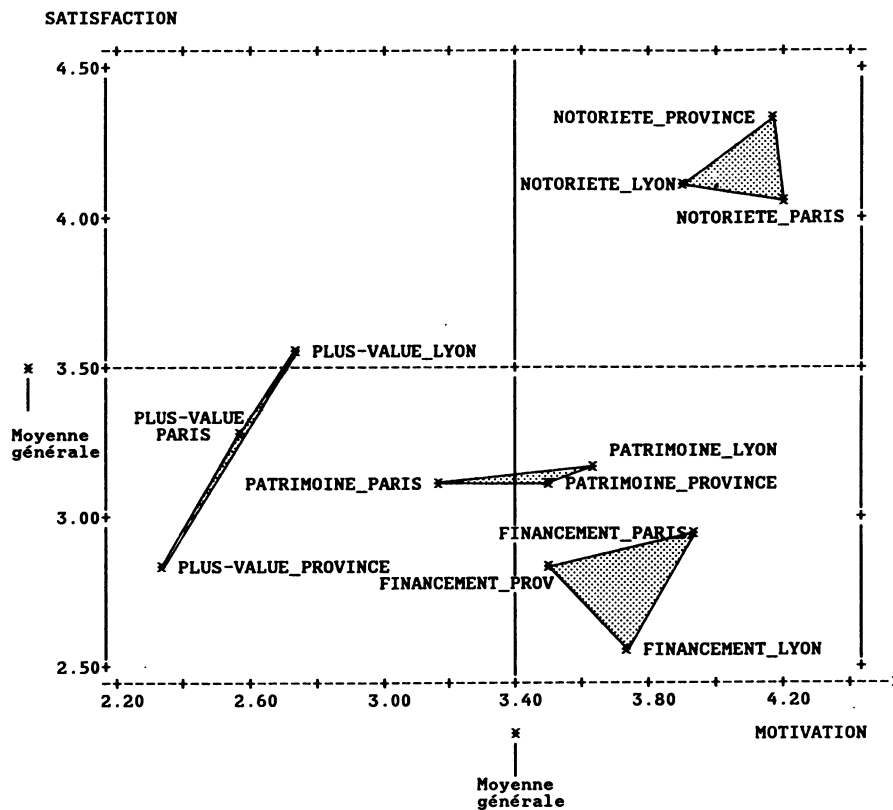 SATISFACTION
4.50
NOTORIETE_PROVINCE
NOTORIETE_LYON
4.00
NOTORIETE_PARIS
PLUS-VALUE_LYON
3.50
Moyenne
générale
PLUS-VALUE
PARIS
PATRIMOINE_LYON
PATRIMOINE_PARIS
PATRIMOINE_PROVINCE
3.00
FINANCEMENT_PARIS
PLUS-VALUE_PROVINCE
FINANCEMENT_PROV
FINANCEMENT_LYON
2.50
2.20 2.60 3.00 3.40 3.80 4.20
MOTIVATION
Moyenne
générale